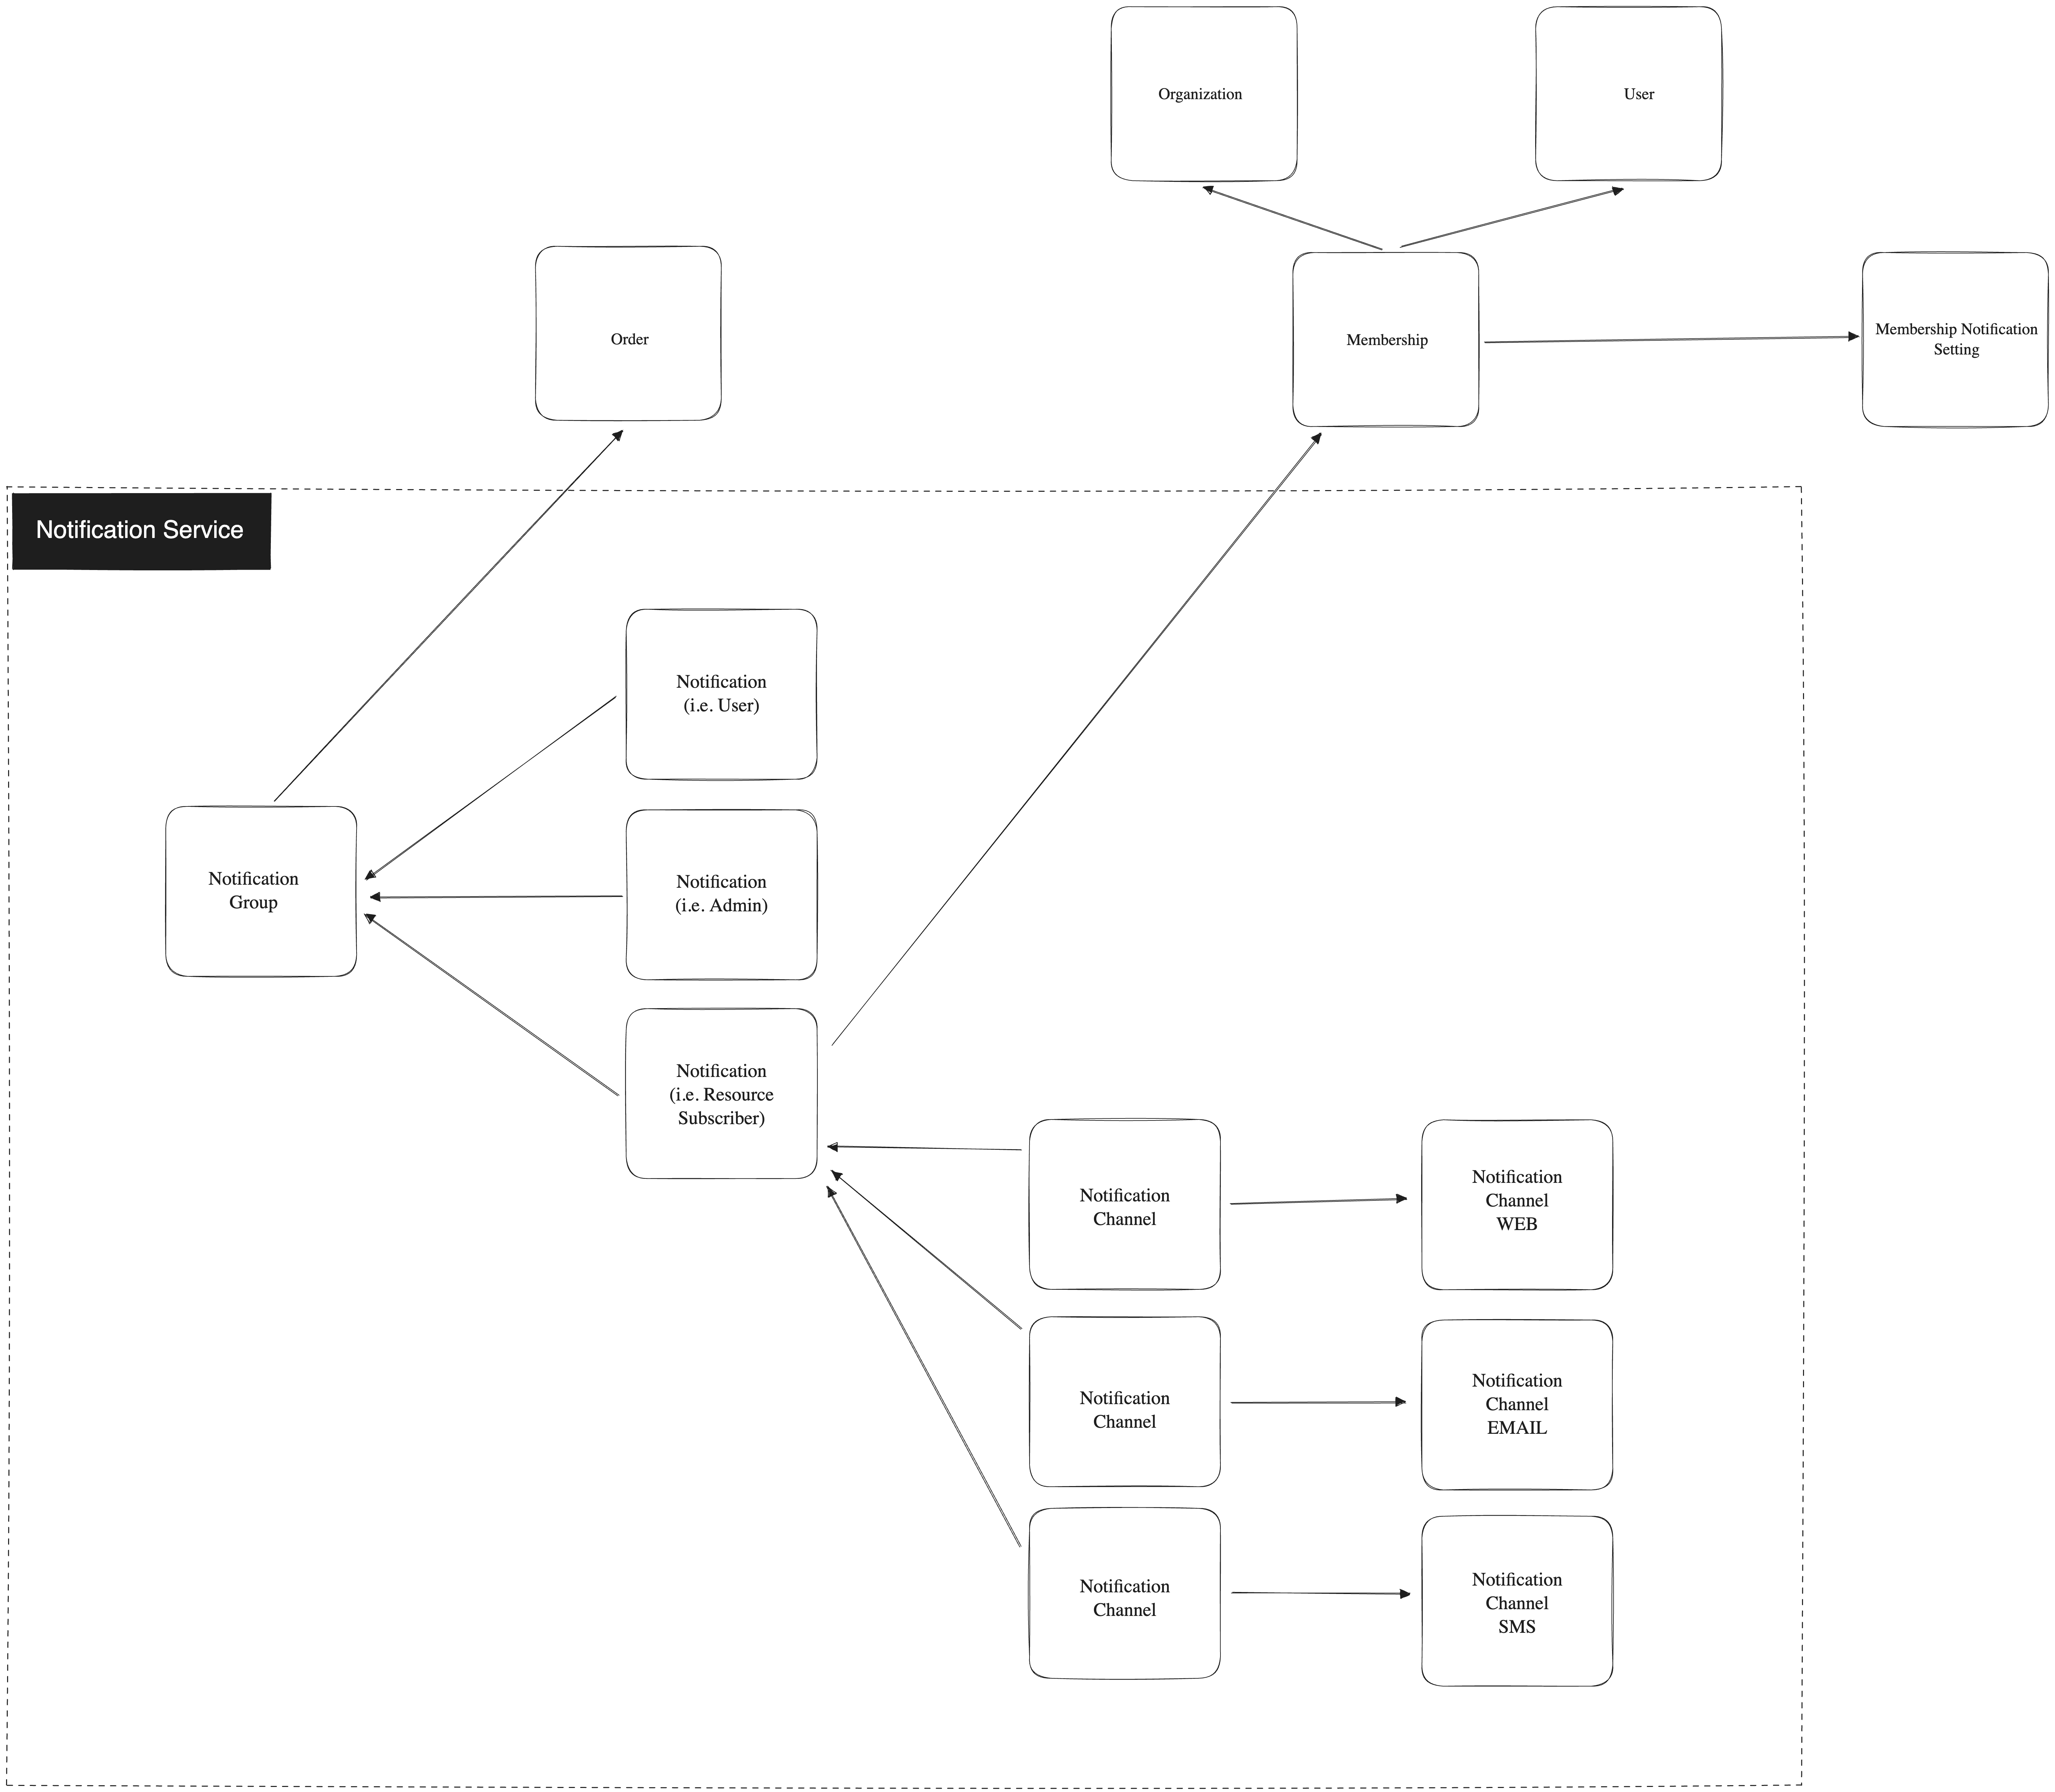 Organization
User
Order
Membership
Membership Notification
Setting
Notification Service
Notification
(i.e. User)
Notification
Group
Notification
(i.e. Admin)
Notification
(i.e. Resource
Subscriber)
Notification
Channel
Notification
Channel
WEB
Notification
Channel
Notification
Channel
EMAIL
Notification
Channel
Notification
Channel
SMS